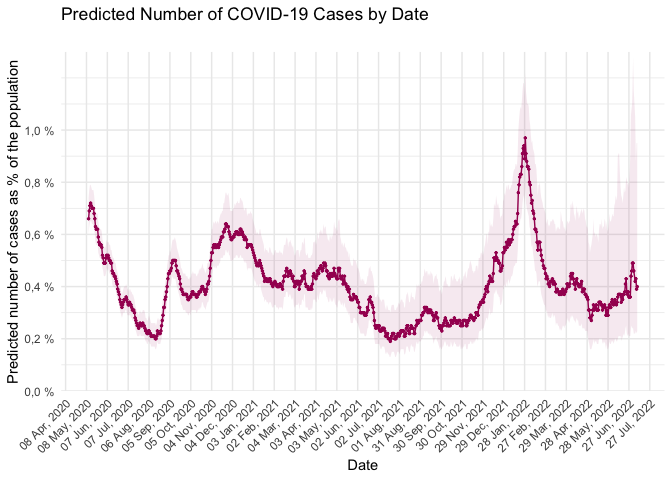 Predicted Number of COVID-19 Cases by Date
Predicted number of cases as % of the population
1,0 %
0,8 %
0,6 %
0,4 %
0,2 %
0,0 %
08 Apr, 2020
08 May, 2020
07 Jun, 2020
07 Jul, 2020
06 Aug, 2020
05 Sep, 2020
05 Oct, 2020
04 Nov, 2020
04 Dec, 2020
03 Jan, 2021
02 Feb, 2021
04 Mar, 2021
03 Apr, 2021
03 May, 2021
02 Jun, 2021
02 Jul, 2021
01 Aug, 2021
31 Aug, 2021
30 Sep, 2021
30 Oct, 2021
29 Nov, 2021
29 Dec, 2021
28 Jan, 2022
27 Feb, 2022
29 Mar, 2022
28 Apr, 2022
28 May, 2022
27 Jun, 2022
27 Jul, 2022
Date